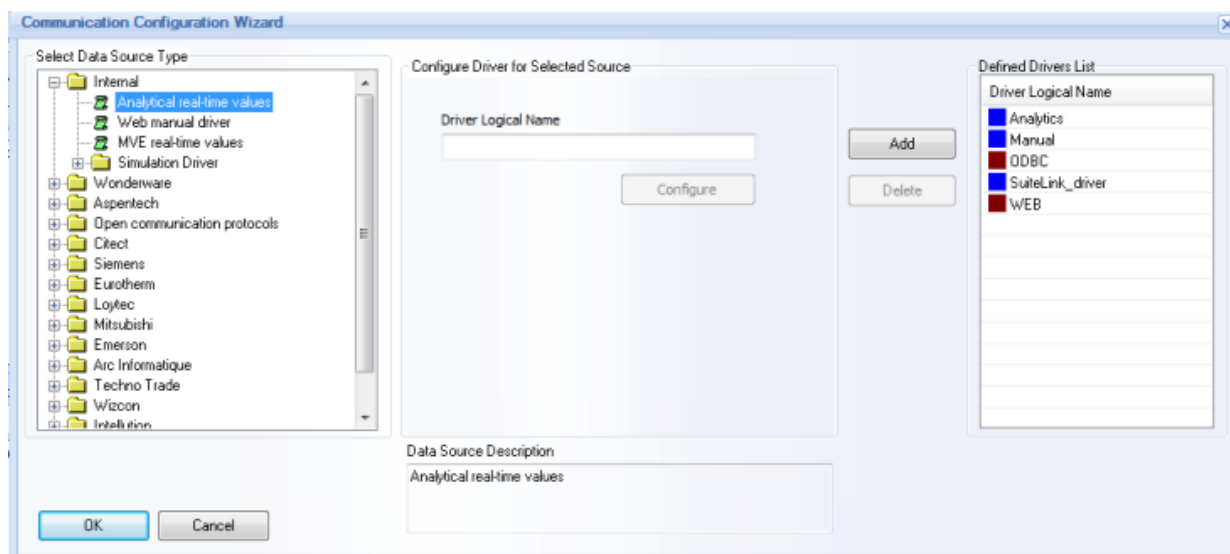 Communication Configuration Wizard
Select Data Source Type
Internal
Analytical real-time values
Web manual driver
MVE real-time values
Simulation Driver
Wonderware
Aspentech
Open communication protocols
Citect
Siemens
Eurotherm
Loytec
Mitsubishi
Emerson
Arc Informatique
Techno Trade
Wizcon
Intellution
OK
Cancel
Configure Driver for Selected Source
Driver Logical Name
Configure
Data Source Description
Analytical real-time values
Add
Delete
Defined Drivers List
Driver Logical Name
Analytics
Manual
ODBC
SuiteLink_driver
WEB